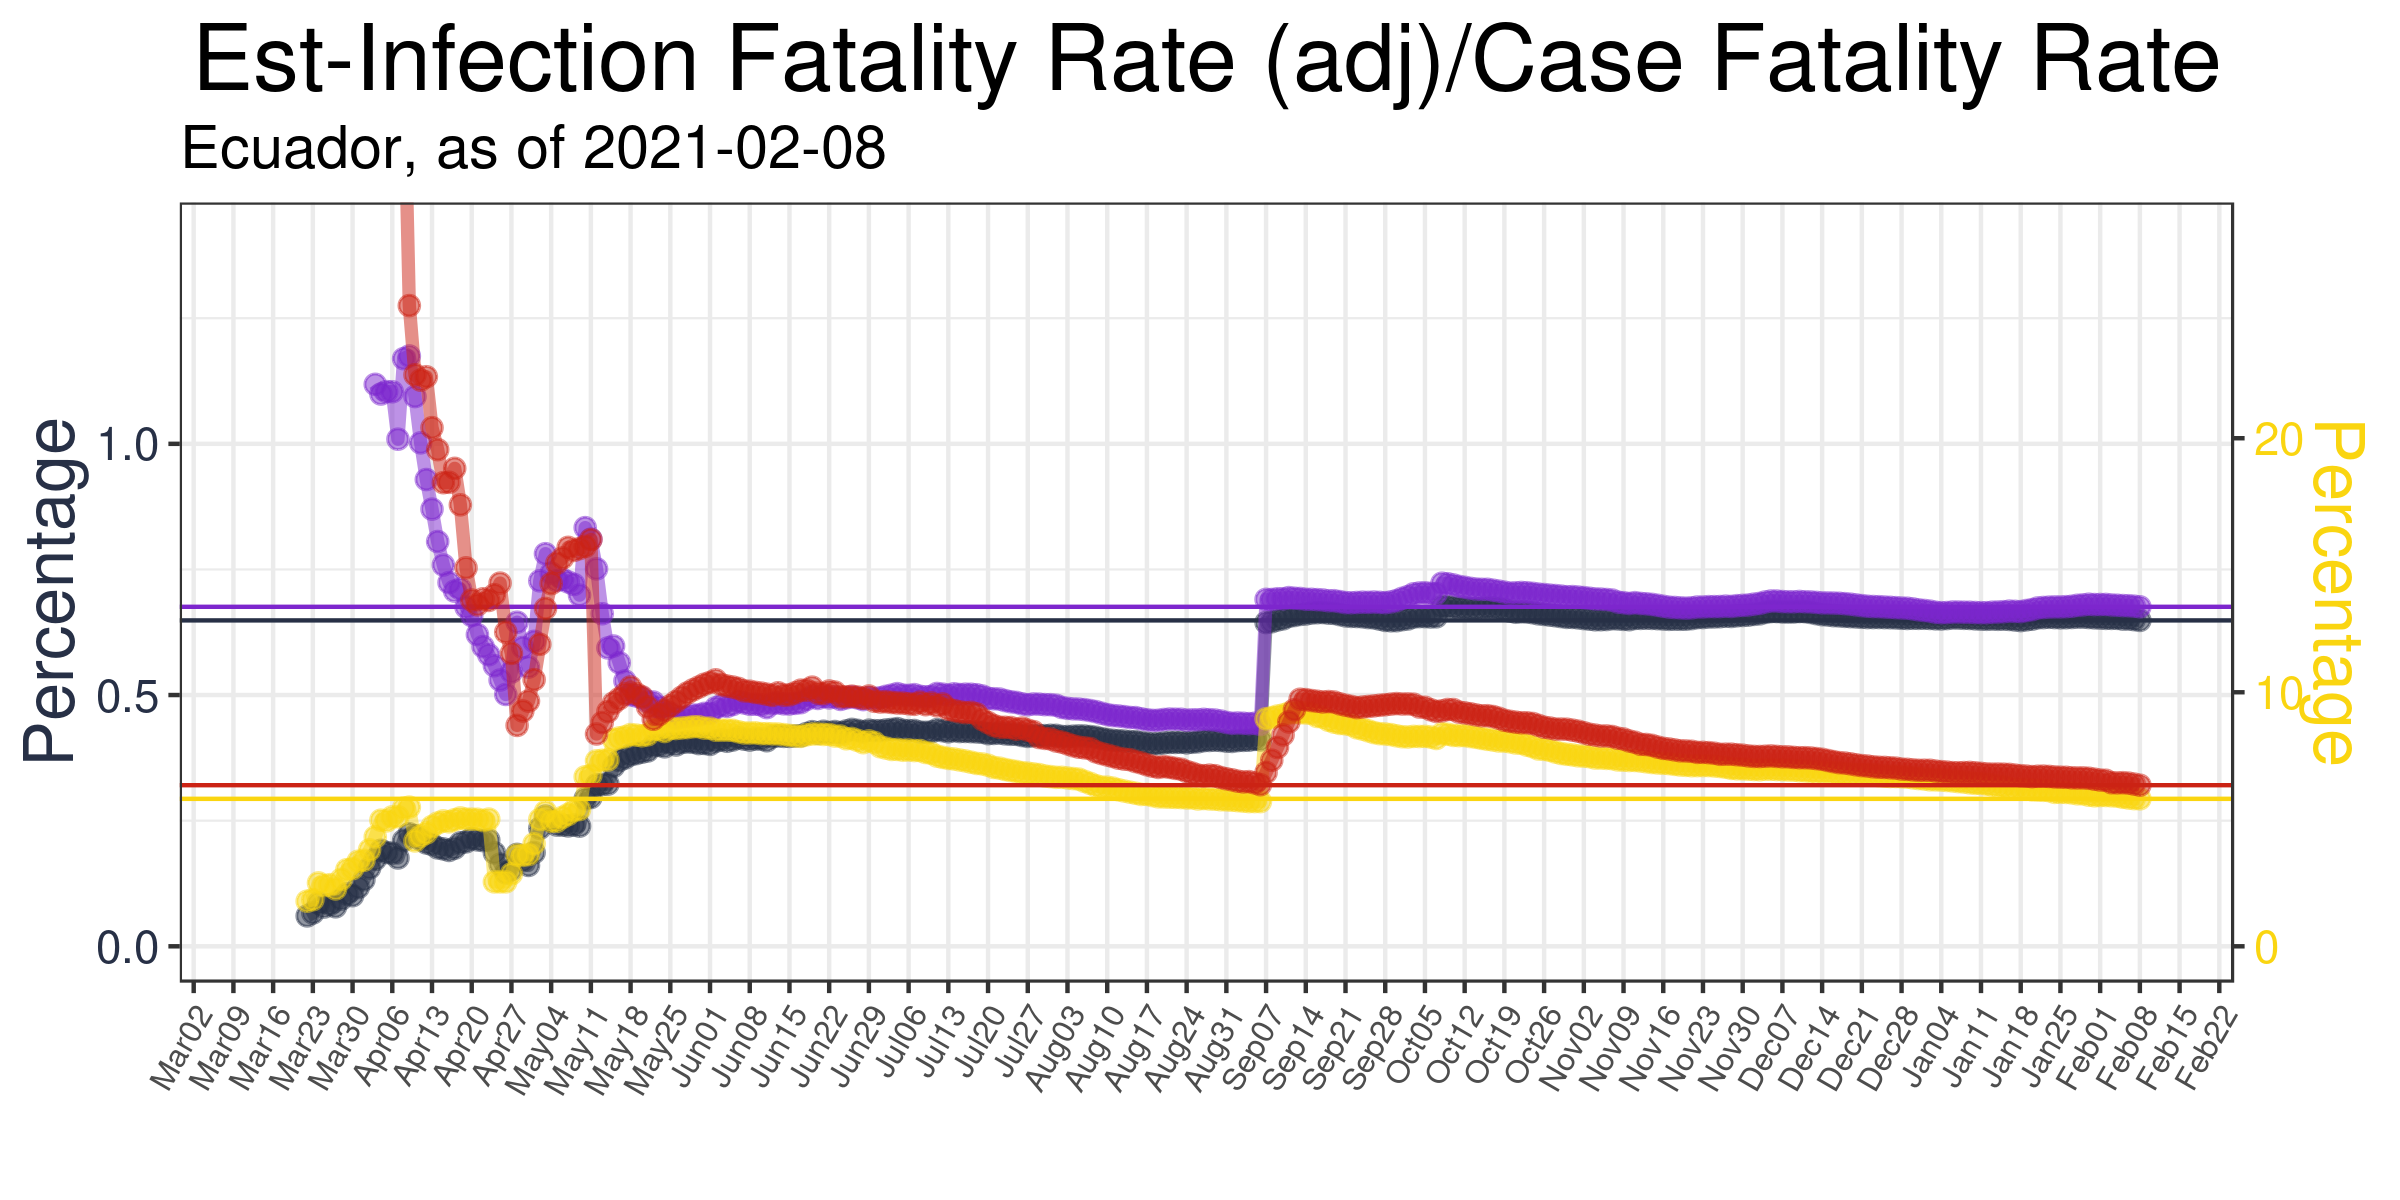 Est-Infection Fatality Rate (adj)/Case Fatality Rate
Ecuador, as of 2021-02-08
Percentage
1.0
0.5
0.0
20
10
0
Percentage
Mar02 Mar09 Mar16 Mar23 Mar30 Apr06 Apr13 Apr20 Apr27 May04 May11 May18 May25 Jun01 Jun08 Jun15 Jun22 Jun29 Jul06 Jul13 Jul20 Jul27 Aug03 Aug10 Aug17 Aug24 Aug31 Sep07 Sep14 Sep21 Sep28 Oct05 Oct12 Oct19 Oct26 Nov02 Nov09 Nov16 Nov23 Nov30 Dec07 Dec14 Dec21 Dec28 Jan04 Jan11 Jan18 Jan25 Feb01 Feb08 Feb15 Feb22